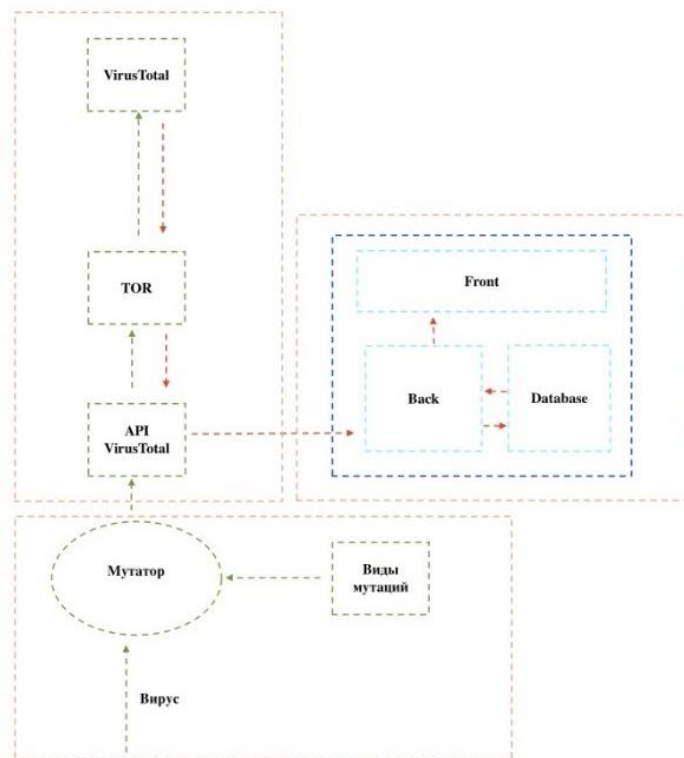 VirusTotal
TOR
API
VirusTotal
Front
Back
Database
Мутатор
Виды
мутаций
Вирус